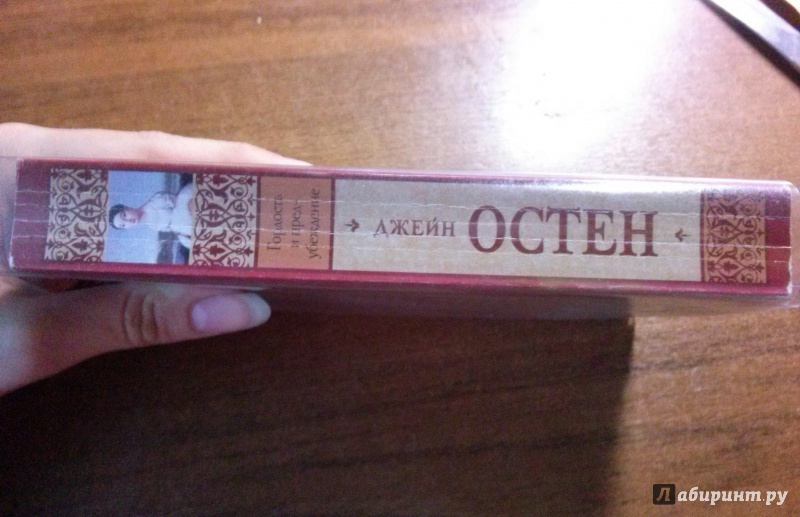 Гордость
и пред-
убеждение
ДЖЕЙН ОСТЕН
Лабиринт.ру